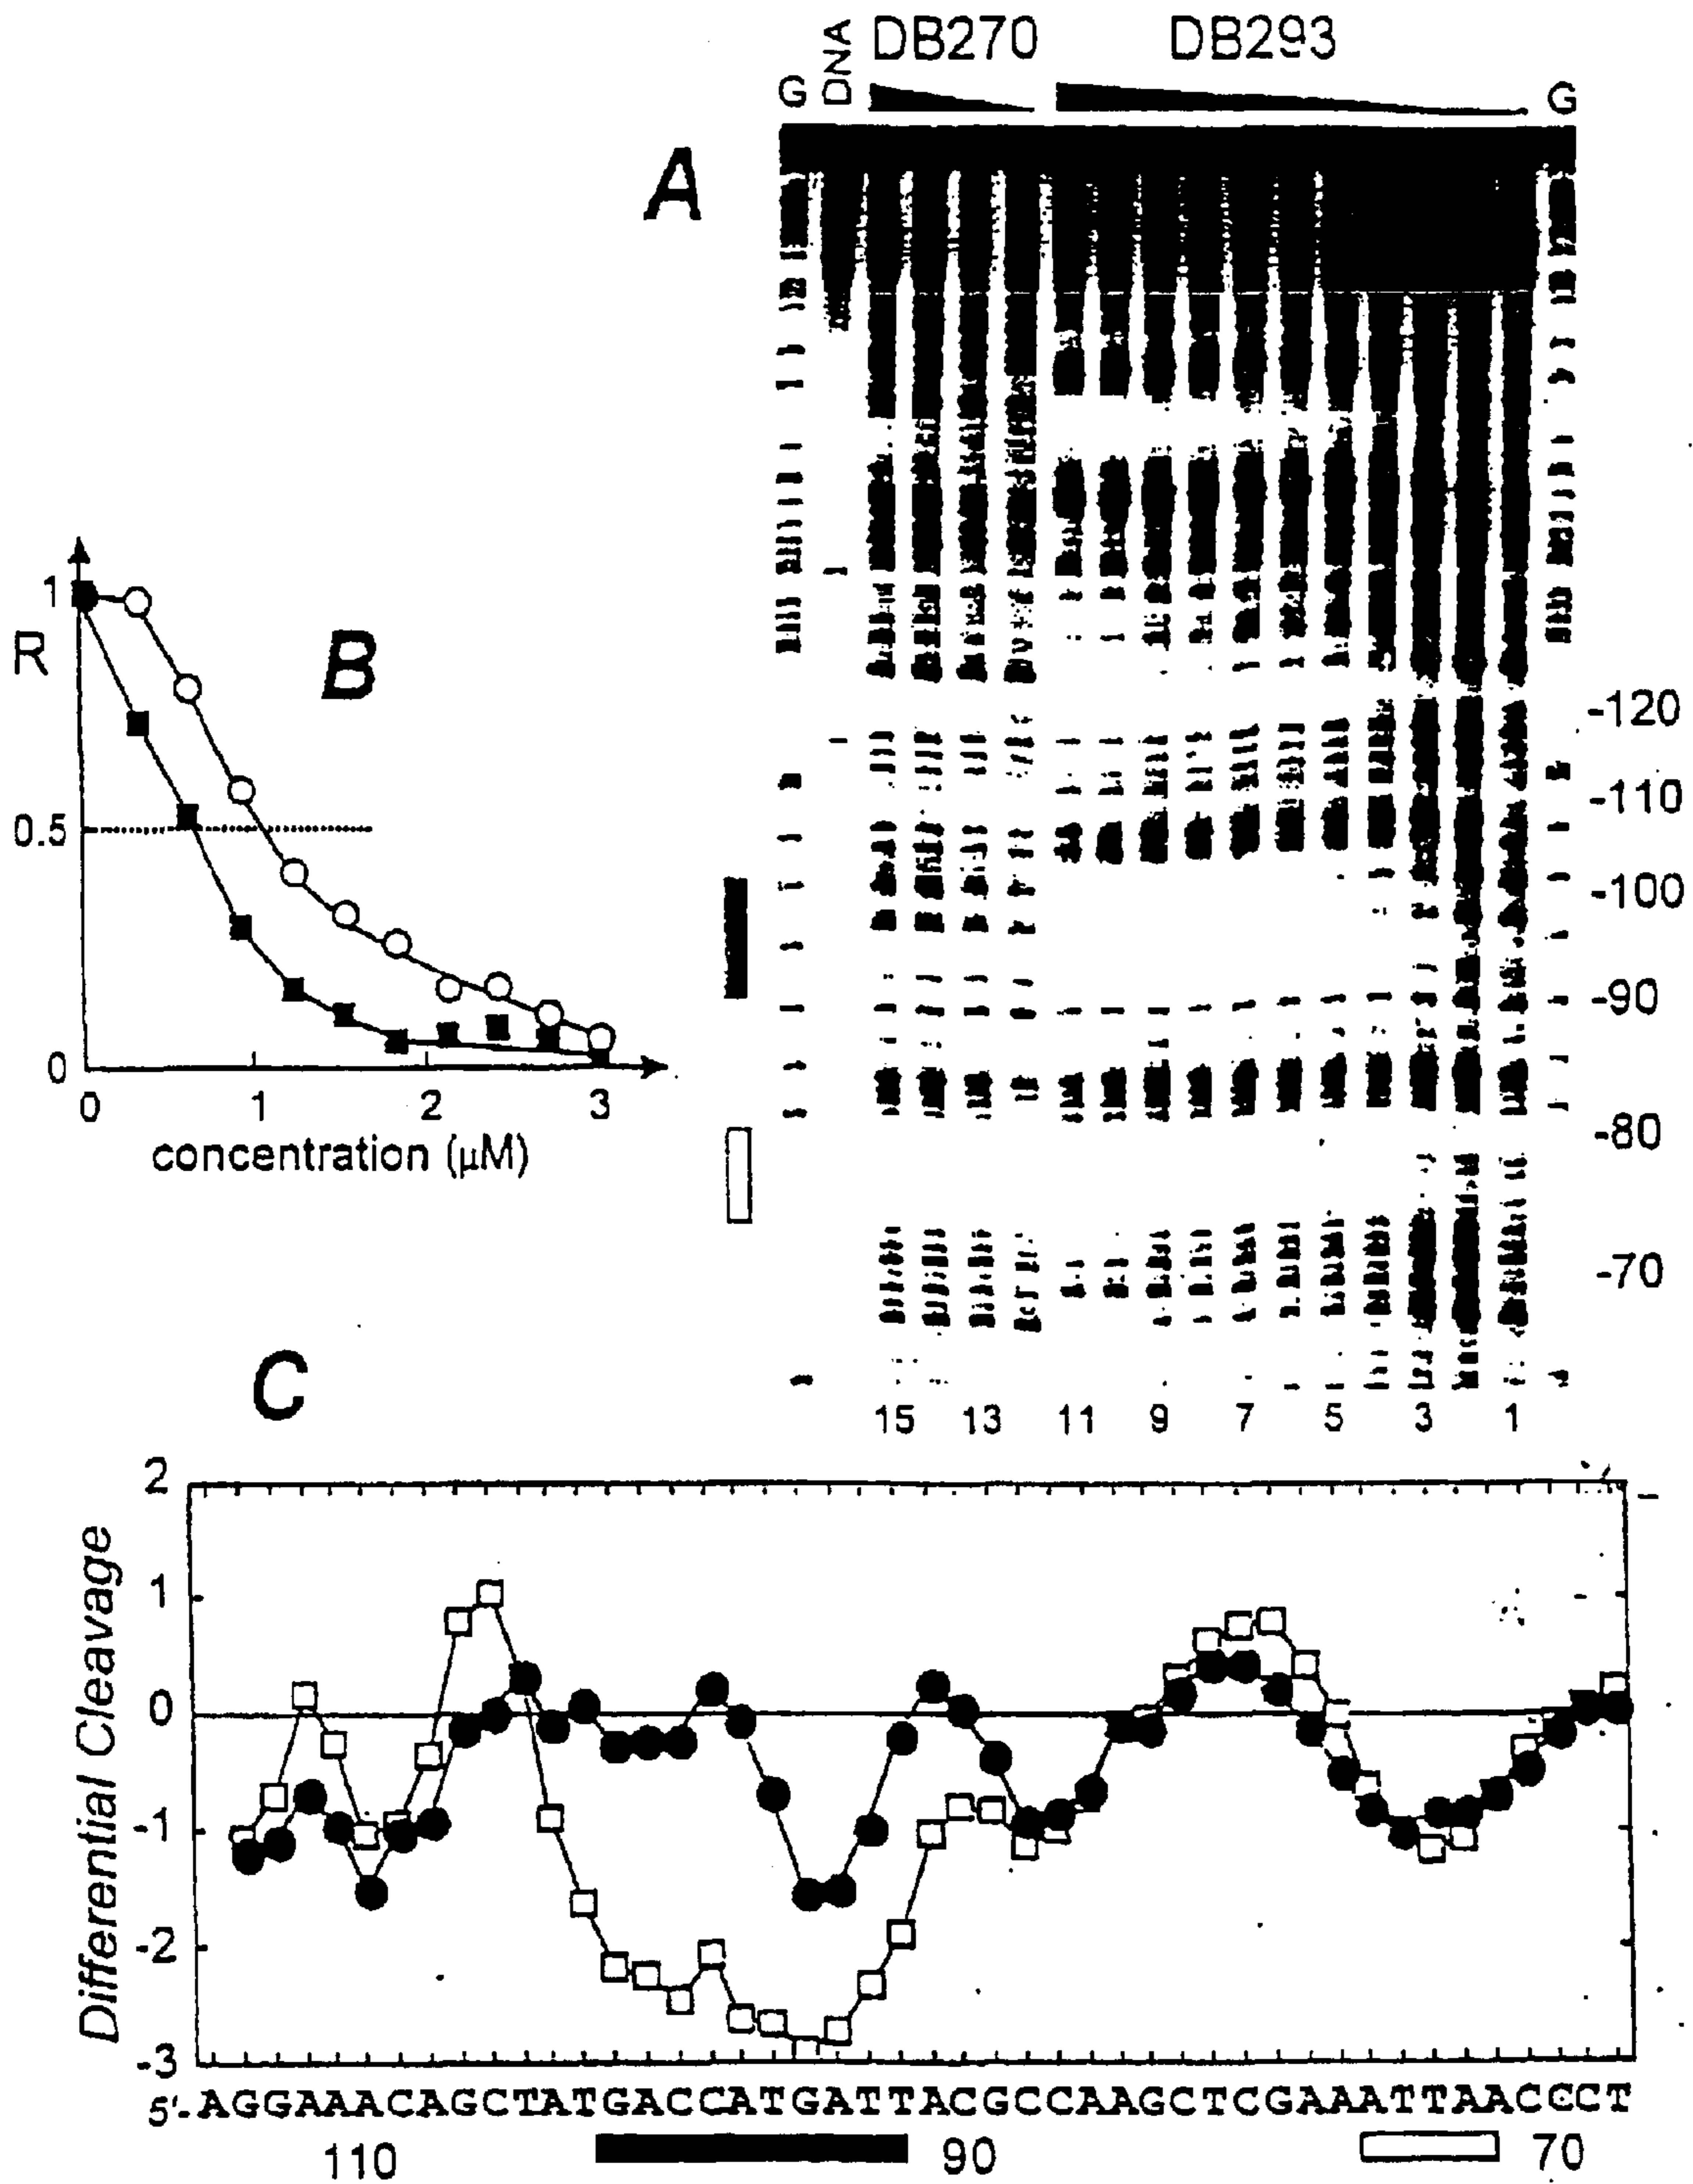 DB270 DB293
G DNA G
A
B
1
R
0.5
0
0 1 2 3
concentration (μM)
-120
-110
-100
-90
-80
-70
15 13 11 9 7 5 3 1
C
2
1
0
-1
-2
-3
Differential Cleavage
5'-AGGAAACAGCTATGACCATGATTACGCCAAGCTCGAAATTAACCCT
110 90 70